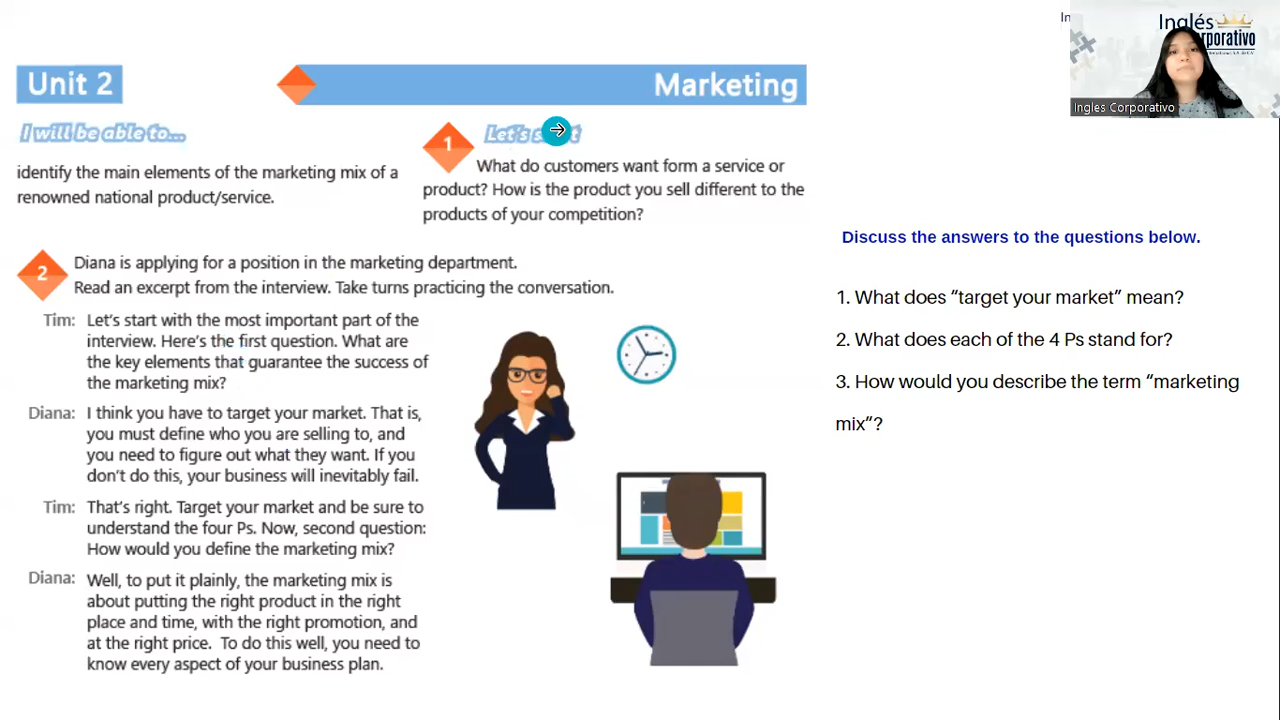 In
Inglés
Corporativo
Ingles Corporativo
Unit 2
Marketing
I will be able to...
identify the main elements of the marketing mix of a
renowned national product/service.
1
Let's
What do customers want form a service or
product? How is the product you sell different to the
products of your competition?
2
Diana is applying for a position in the marketing department.
Read an excerpt from the interview. Take turns practicing the conversation.
Tim: Let's start with the most important part of the
interview. Here's the first question. What are
the key elements that guarantee the success of
the marketing mix?
Diana: I think you have to target your market. That is,
you must define who you are selling to, and
you need to figure out what they want. If you
don't do this, your business will inevitably fail.
Tim: That's right. Target your market and be sure to
understand the four Ps. Now, second question:
How would you define the marketing mix?
Diana: Well, to put it plainly, the marketing mix is
about putting the right product in the right
place and time, with the right promotion, and
at the right price. To do this well, you need to
know every aspect of your business plan.
Discuss the answers to the questions below.
1. What does “target your market” mean?
2. What does each of the 4 Ps stand for?
3. How would you describe the term “marketing
mix”?